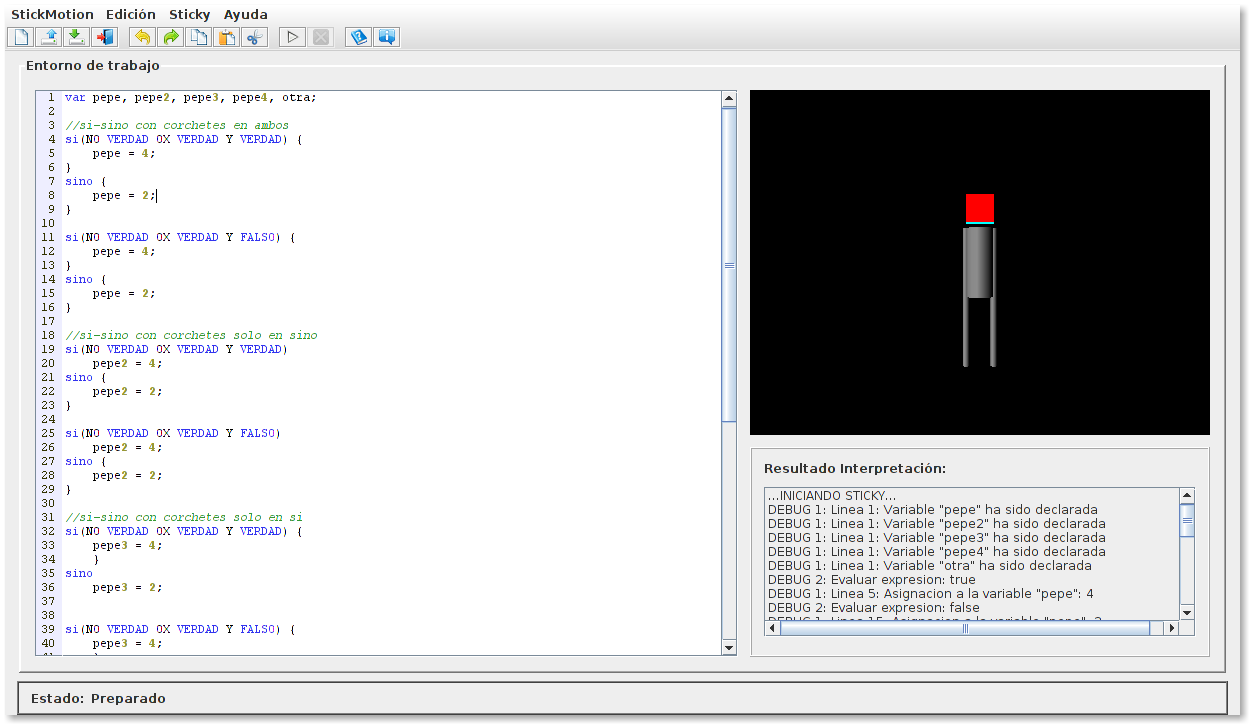 StickMotion Edición Sticky Ayuda
Entorno de trabajo
1 var pepe, pepe2, pepe3, pepe4, otra;
2
3 //si-sino con corchetes en ambos
4 si(NO VERDAD OX VERDAD Y VERDAD) {
5 pepe = 4;
6 }
7 sino {
8 pepe = 2;
9 }
10
11 si(NO VERDAD OX VERDAD Y FALSO) {
12 pepe = 4;
13 }
14 sino {
15 pepe = 2;
16 }
17
18 //si-sino con corchetes solo en sino
19 si(NO VERDAD OX VERDAD Y VERDAD)
20 pepe2 = 4;
21 sino {
22 pepe2 = 2;
23 }
24
25 si(NO VERDAD OX VERDAD Y FALSO)
26 pepe2 = 4;
27 sino {
28 pepe2 = 2;
29 }
30
31 //si-sino con corchetes solo en si
32 si(NO VERDAD OX VERDAD Y VERDAD) {
33 pepe3 = 4;
34 }
35 sino
36 pepe3 = 2;
37
38
39 si(NO VERDAD OX VERDAD Y FALSO) {
40 pepe3 = 4;
Resultado Interpretación:
...INICIANDO STICKY...
DEBUG 1: Linea 1: Variable "pepe" ha sido declarada
DEBUG 1: Linea 1: Variable "pepe2" ha sido declarada
DEBUG 1: Linea 1: Variable "pepe3" ha sido declarada
DEBUG 1: Linea 1: Variable "pepe4" ha sido declarada
DEBUG 1: Linea 1: Variable "otra" ha sido declarada
DEBUG 2: Evaluar expresion: true
DEBUG 1: Linea 5: Asignacion a la variable "pepe": 4
DEBUG 2: Evaluar expresion: false
DEBUG 1: Linea 15: Asignacion a la variable "pepe": 2
Estado: Preparado